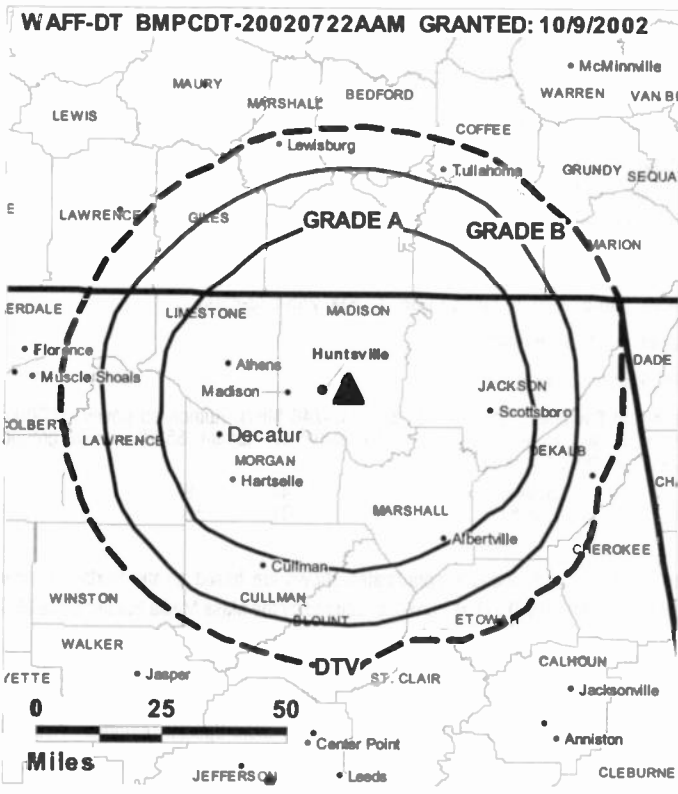 WAFF-DT BMPCDT-20020722AAM GRANTED: 10/9/2002
McMinnville
MAURY
MARSHALL
BEDFORD
WARREN
VAN B
LEWIS
COFFEE
Lewisburg
Tullahoma
GRUNDY
SEQUA
E
LAWRENCE
GILES
GRADE A
GRADE B
MARION
ERDALE
LIMESTONE
MADISON
Florence
Huntsville
DADE
Athens
Muscle Shoals
Madison
JACKSON
Scottsboro
OLBERT
LAWRENCE
Decatur
DEKALB
MORGAN
Hartselle
CH
MARSHALL
Albertville
CHEROKEE
Cullman
WINSTON
CULLMAN
BLOUNT
ETOWAH
WALKER
DTV
CALHOUN
YETTE
Jasper
ST. CLAIR
Jacksonville
0 25 50
Center Point
Anniston
Miles
JEFFERSON
Leeds
CLEBURNE